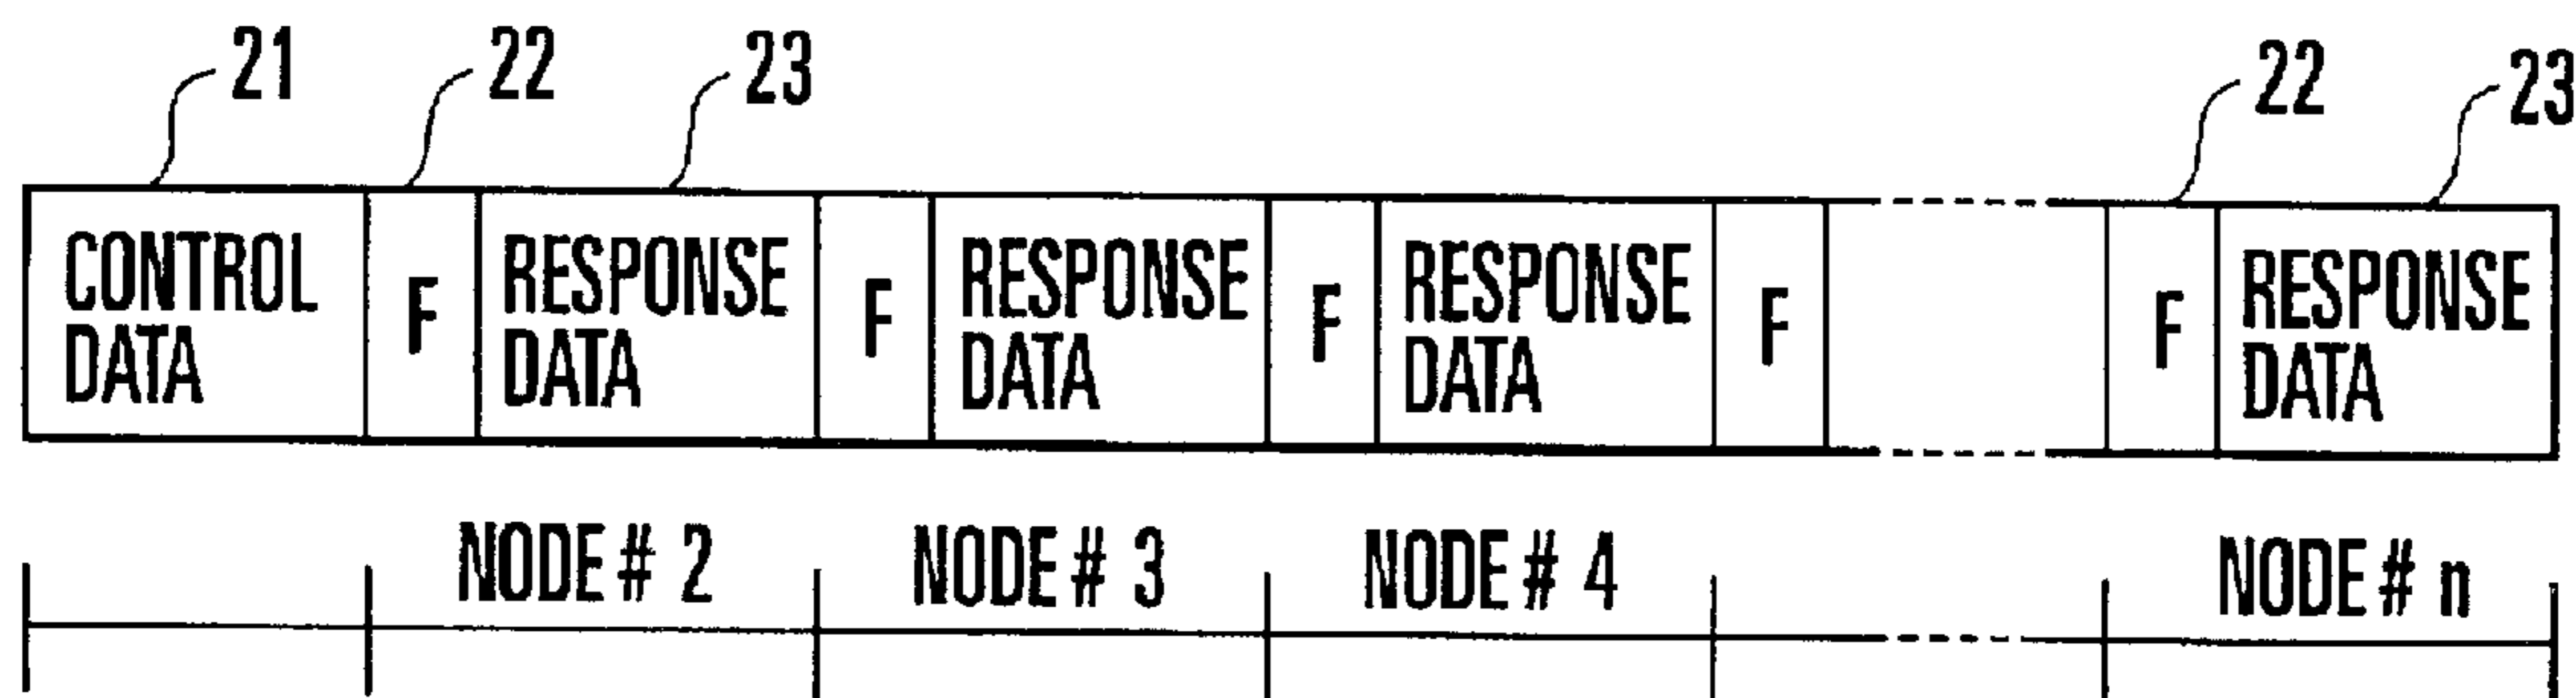 21 22 23 22 23
CONTROL DATA F RESPONSE DATA F RESPONSE DATA F RESPONSE DATA F F RESPONSE DATA
NODE # 2 NODE # 3 NODE # 4 NODE # n